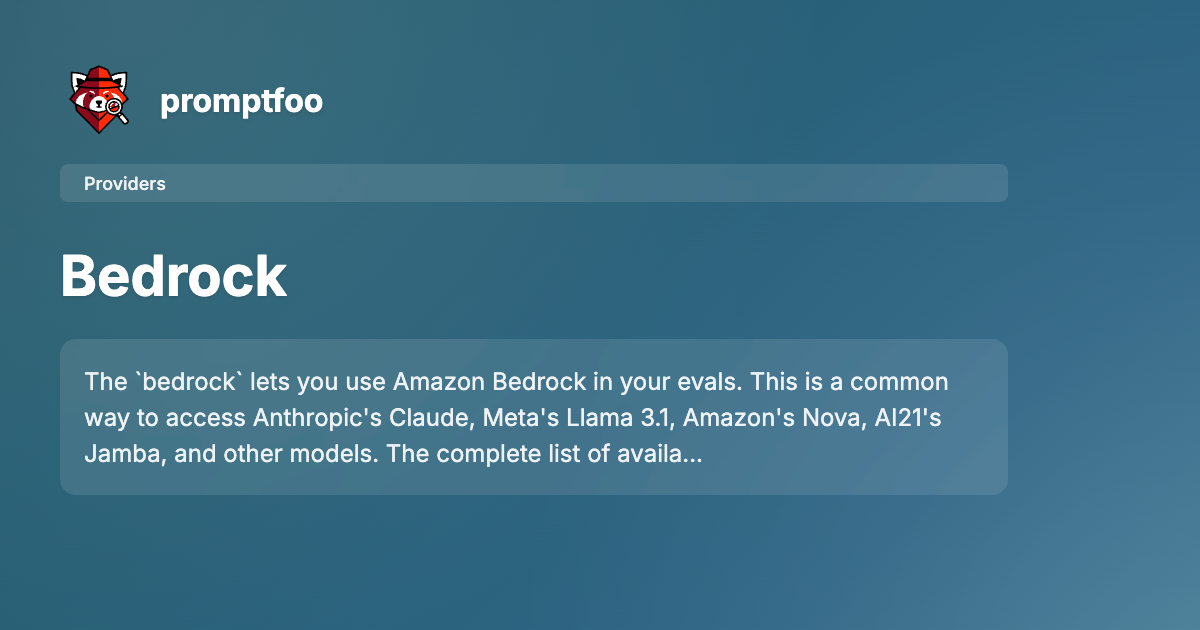 promptfoo
Providers
Bedrock
The `bedrock` lets you use Amazon Bedrock in your evals. This is a common
way to access Anthropic's Claude, Meta's Llama 3.1, Amazon's Nova, AI21's
Jamba, and other models. The complete list of availa...